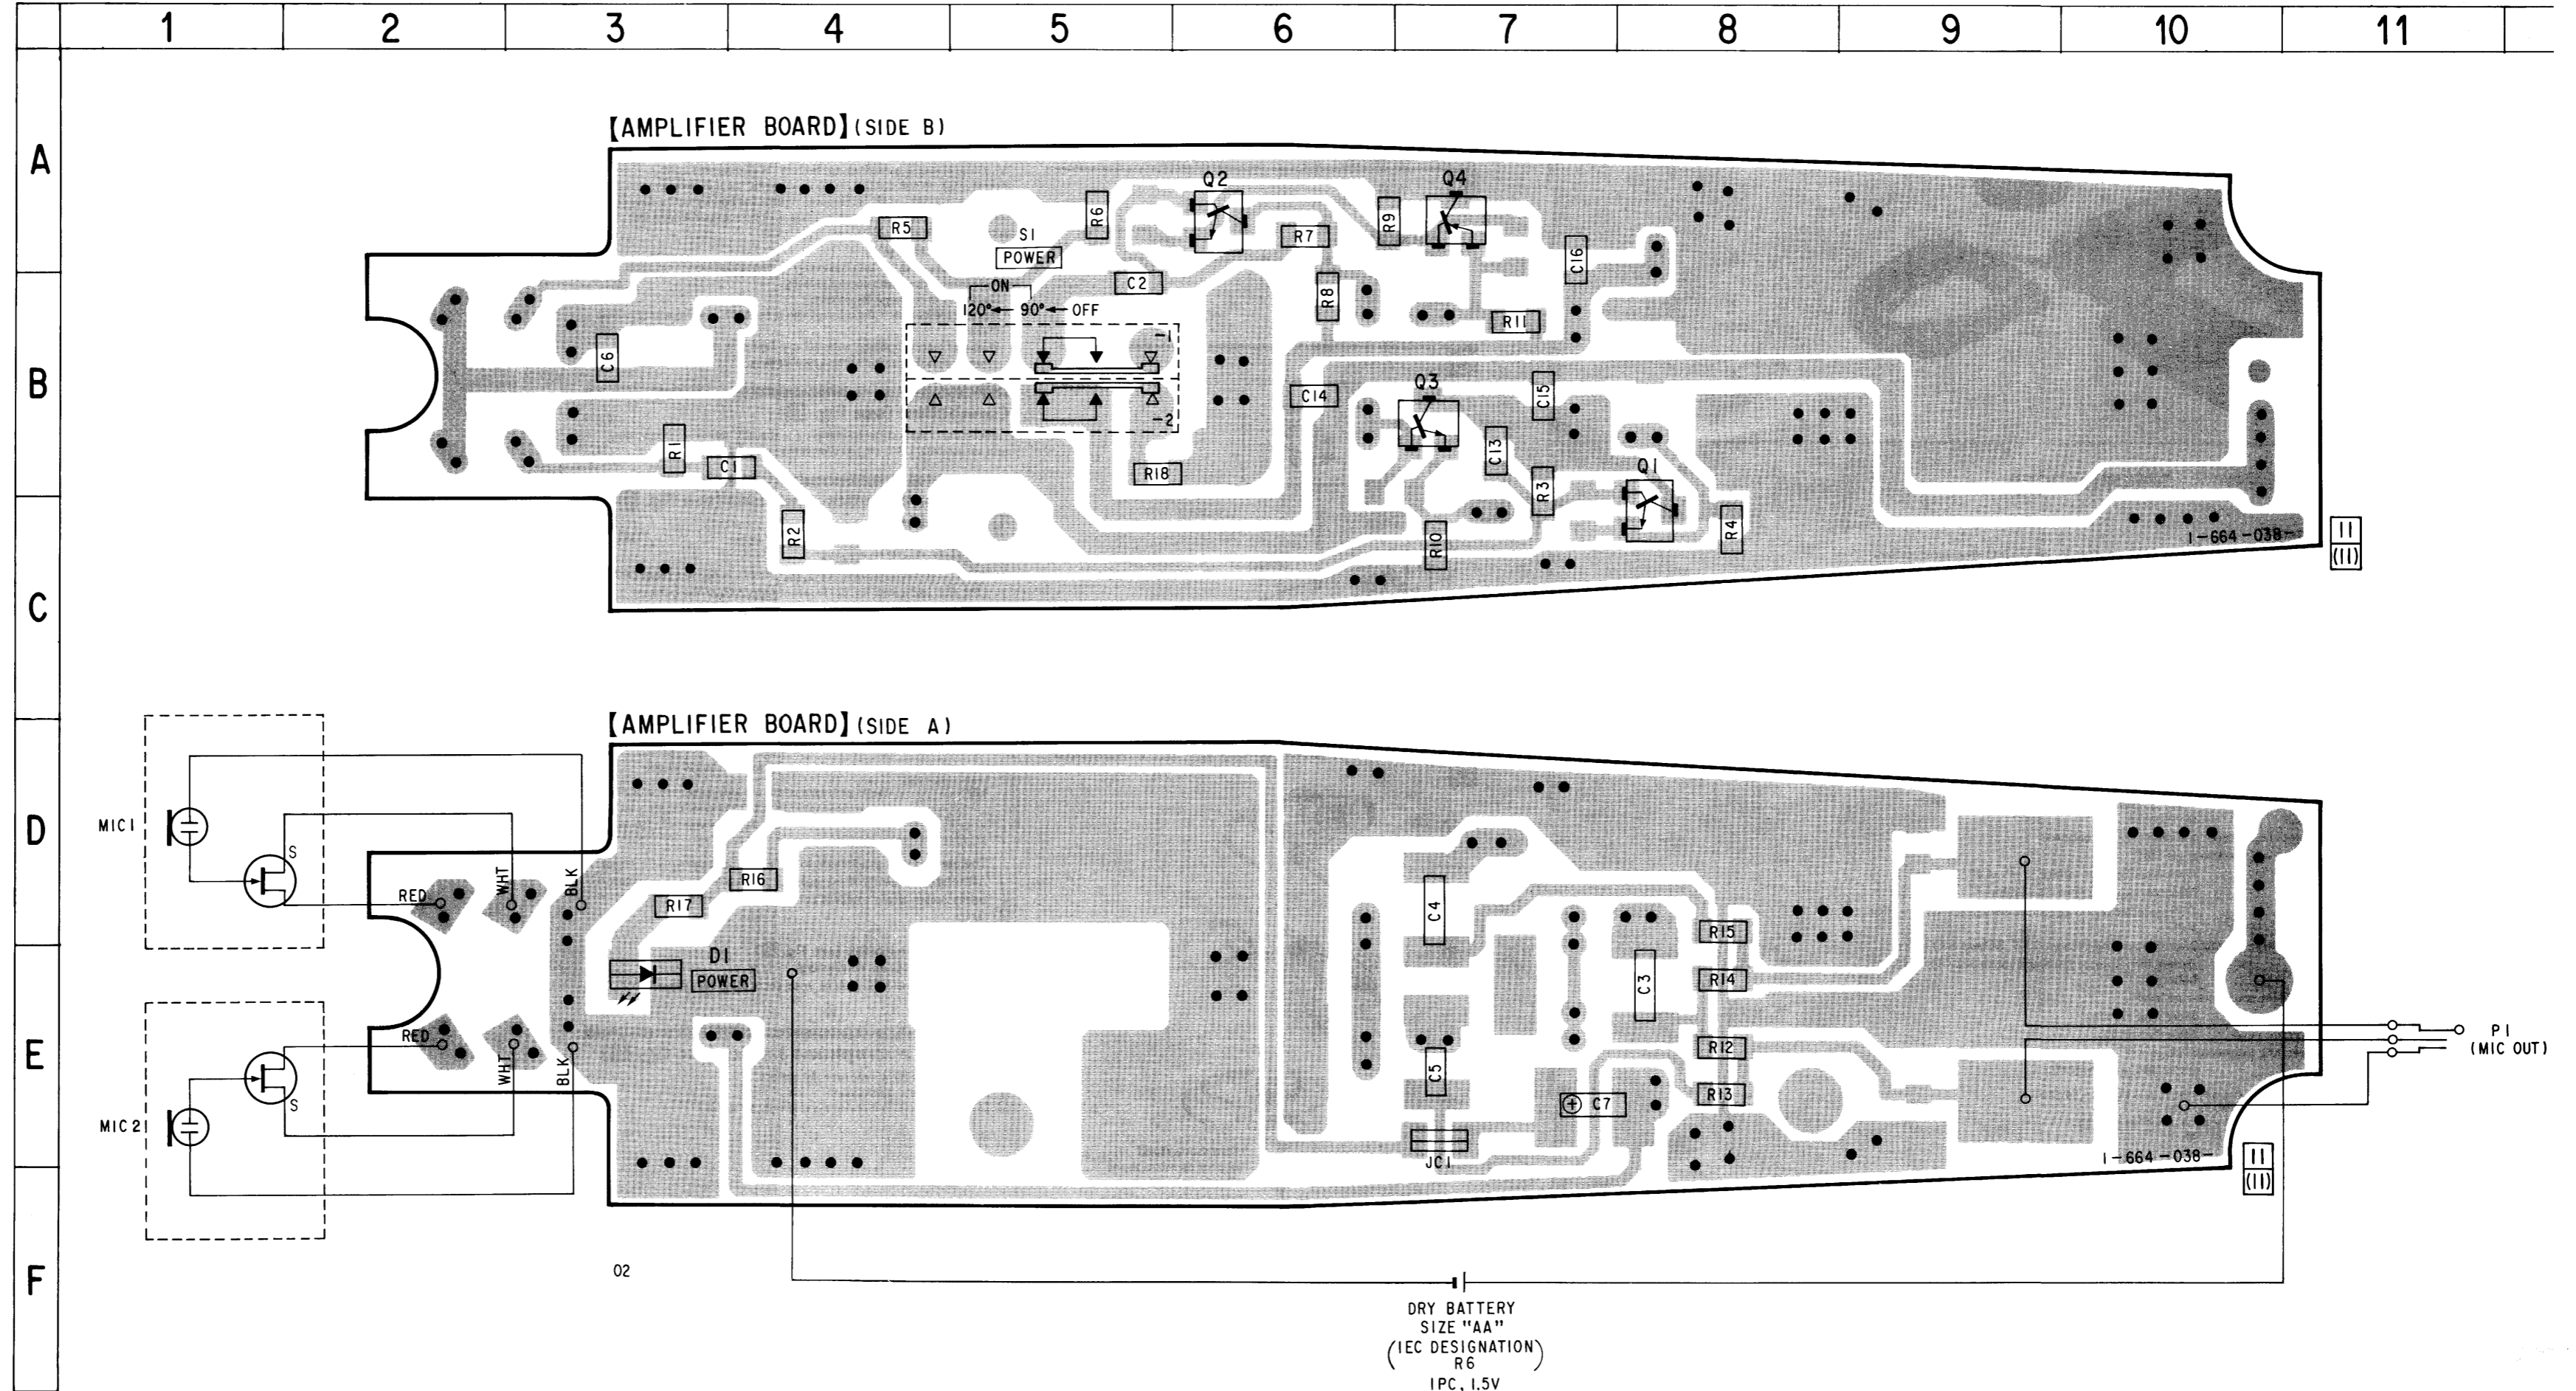 1 2 3 4 5 6 7 8 9 10 11
A
B
C
D
E
F
【AMPLIFIER BOARD】(SIDE B)
Q2
Q4
R5
S1
POWER
R6
R7
R9
C16
C2
ON
120° 90° OFF
R8
R11
C6
-1
-2
C14
Q3
C15
R1
C1
R18
C13
Q1
R3
R2
R10
R4
1-664-038-
11
(11)
【AMPLIFIER BOARD】(SIDE A)
MIC1
S
RED
WHT
BLK
R16
R17
C4
R15
D1
POWER
C3
R14
RED
WHT
BLK
R12
P1
(MIC OUT)
C5
R13
S
MIC2
C7
JC1
1-664-038-
11
(11)
02
DRY BATTERY
SIZE "AA"
(IEC DESIGNATION)
R6
1PC, 1.5V